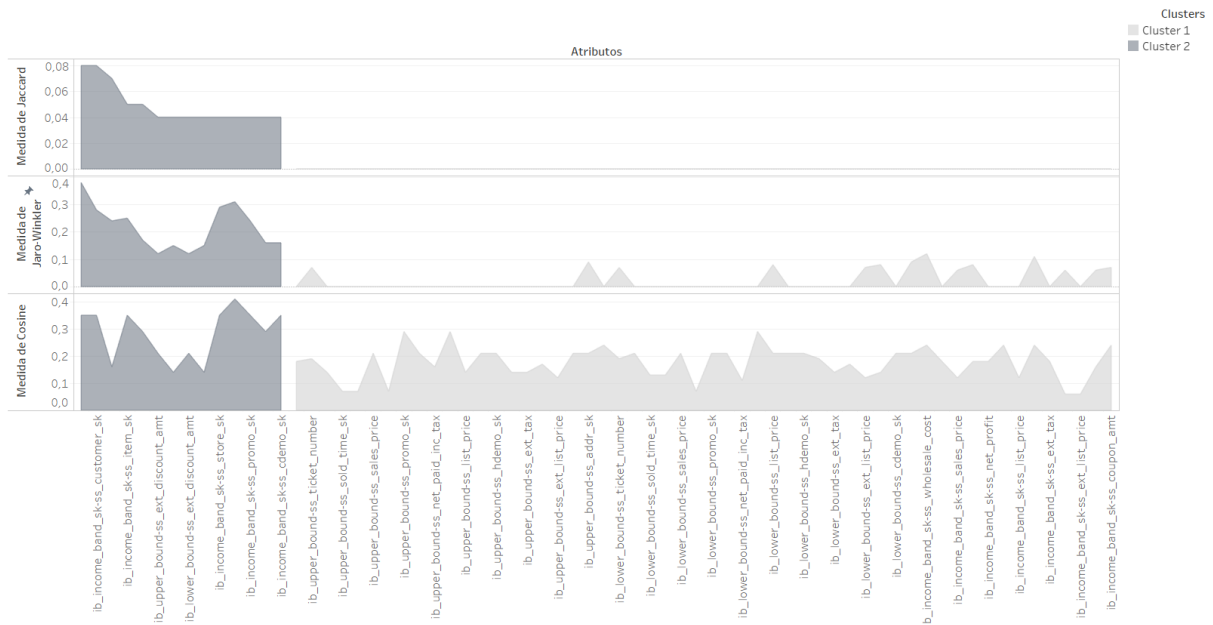 Clusters
Cluster 1
Cluster 2
Atributos
Medida de Jaccard
0,08
0,06
0,04
0,02
0,00
Medida de
Jaro-Winkler
0,4
0,3
0,2
0,1
0,0
Medida de Cosine
0,4
0,3
0,2
0,1
0,0
ib_income_band_sk-ss_customer_sk
ib_income_band_sk-ss_item_sk
ib_upper_bound-ss_ext_discount_amt
ib_lower_bound-ss_ext_discount_amt
ib_income_band_sk-ss_store_sk
ib_income_band_sk-ss_promo_sk
ib_income_band_sk-ss_cdemo_sk
ib_upper_bound-ss_ticket_number
ib_upper_bound-ss_sold_time_sk
ib_upper_bound-ss_sales_price
ib_upper_bound-ss_promo_sk
ib_upper_bound-ss_net_paid_inc_tax
ib_upper_bound-ss_list_price
ib_upper_bound-ss_hdemo_sk
ib_upper_bound-ss_ext_tax
ib_upper_bound-ss_ext_list_price
ib_upper_bound-ss_addr_sk
ib_lower_bound-ss_ticket_number
ib_lower_bound-ss_sold_time_sk
ib_lower_bound-ss_sales_price
ib_lower_bound-ss_promo_sk
ib_lower_bound-ss_net_paid_inc_tax
ib_lower_bound-ss_list_price
ib_lower_bound-ss_hdemo_sk
ib_lower_bound-ss_ext_tax
ib_lower_bound-ss_ext_list_price
ib_lower_bound-ss_cdemo_sk
b_income_band_sk-ss_wholesale_cost
ib_income_band_sk-ss_sales_price
ib_income_band_sk-ss_net_profit
ib_income_band_sk-ss_list_price
ib_income_band_sk-ss_ext_tax
ib_income_band_sk-ss_ext_list_price
ib_income_band_sk-ss_coupon_amt